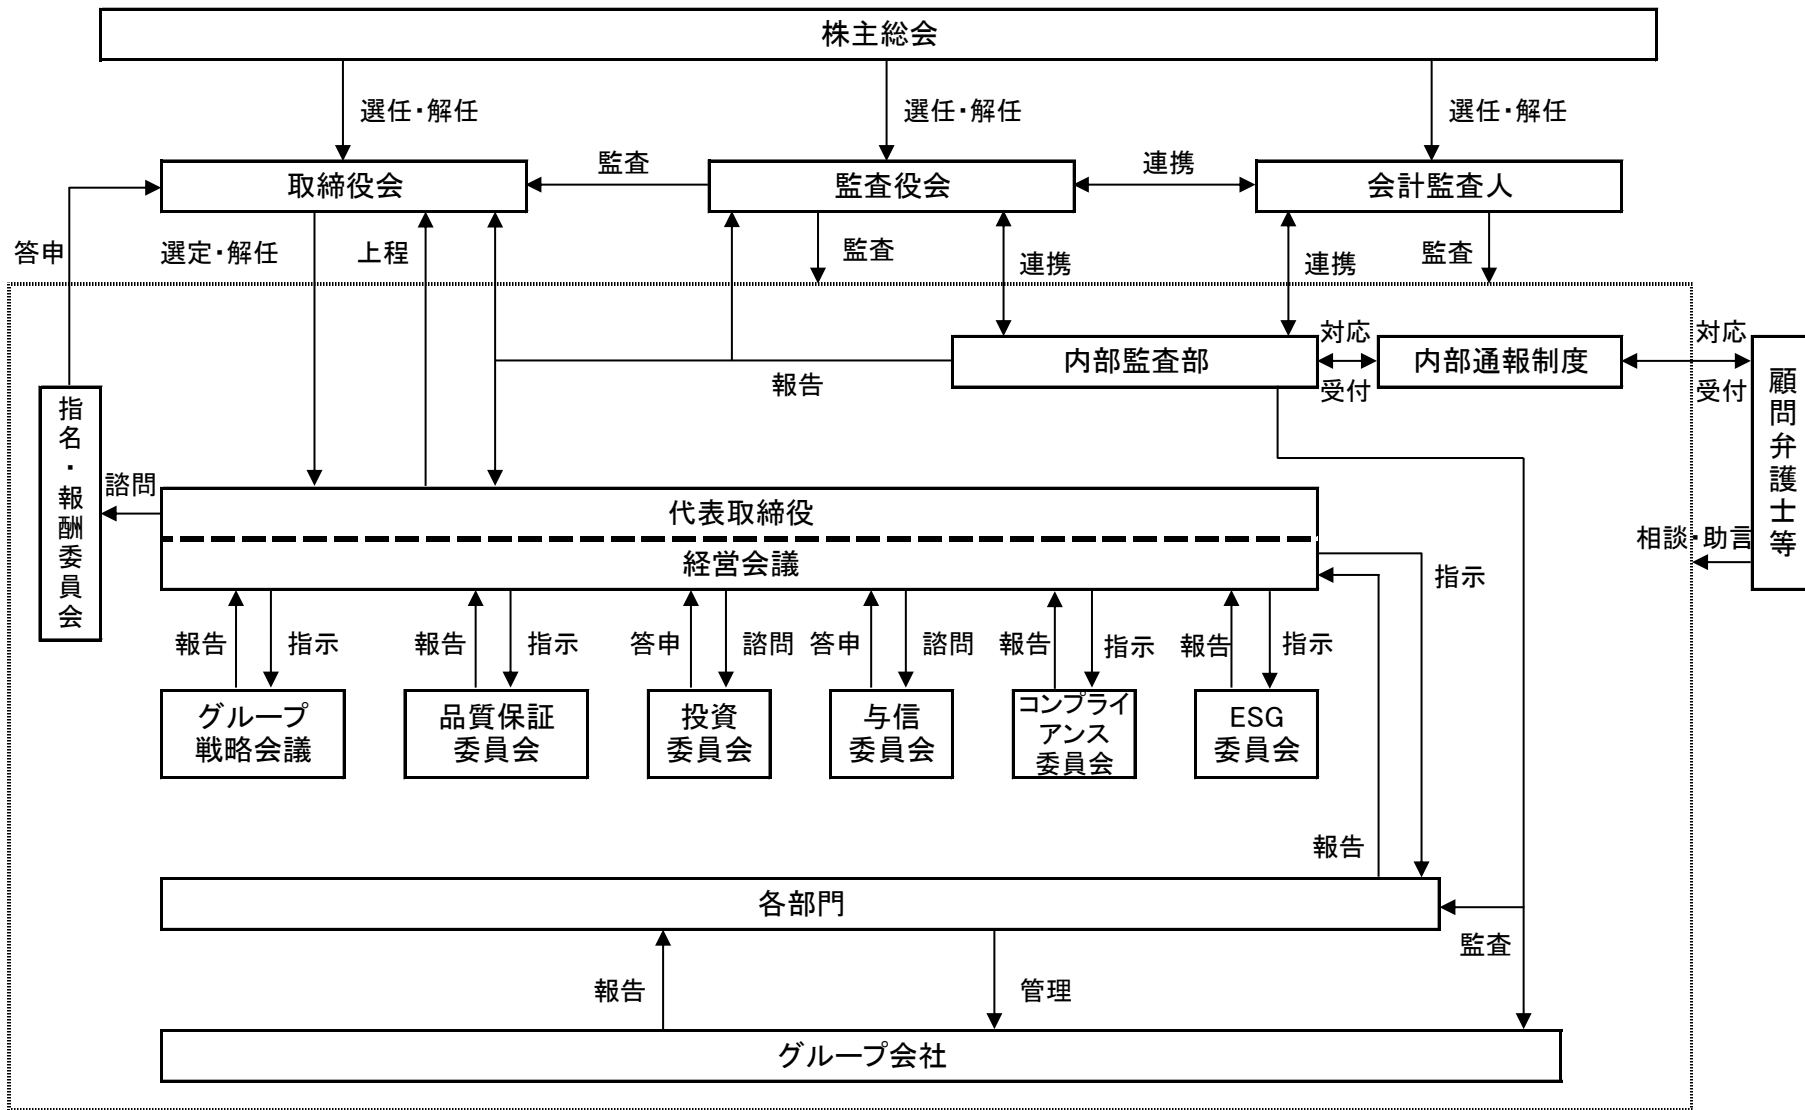 株主総会
選任・解任
選任・解任
選任・解任
取締役会
監査
監査役会
連携
会計監査人
答申
選定・解任
上程
監査
連携
連携
監査
内部監査部
対応
受付
内部通報制度
対応
受付
報告
顧問弁護士等
指名・報酬委員会
諮問
代表取締役
経営会議
相談・助言
指示
報告
指示
報告
指示
答申
諮問
答申
諮問
報告
指示
報告
指示
グループ
戦略会議
品質保証
委員会
投資
委員会
与信
委員会
コンプライ
アンス
委員会
ESG
委員会
報告
各部門
監査
報告
管理
グループ会社